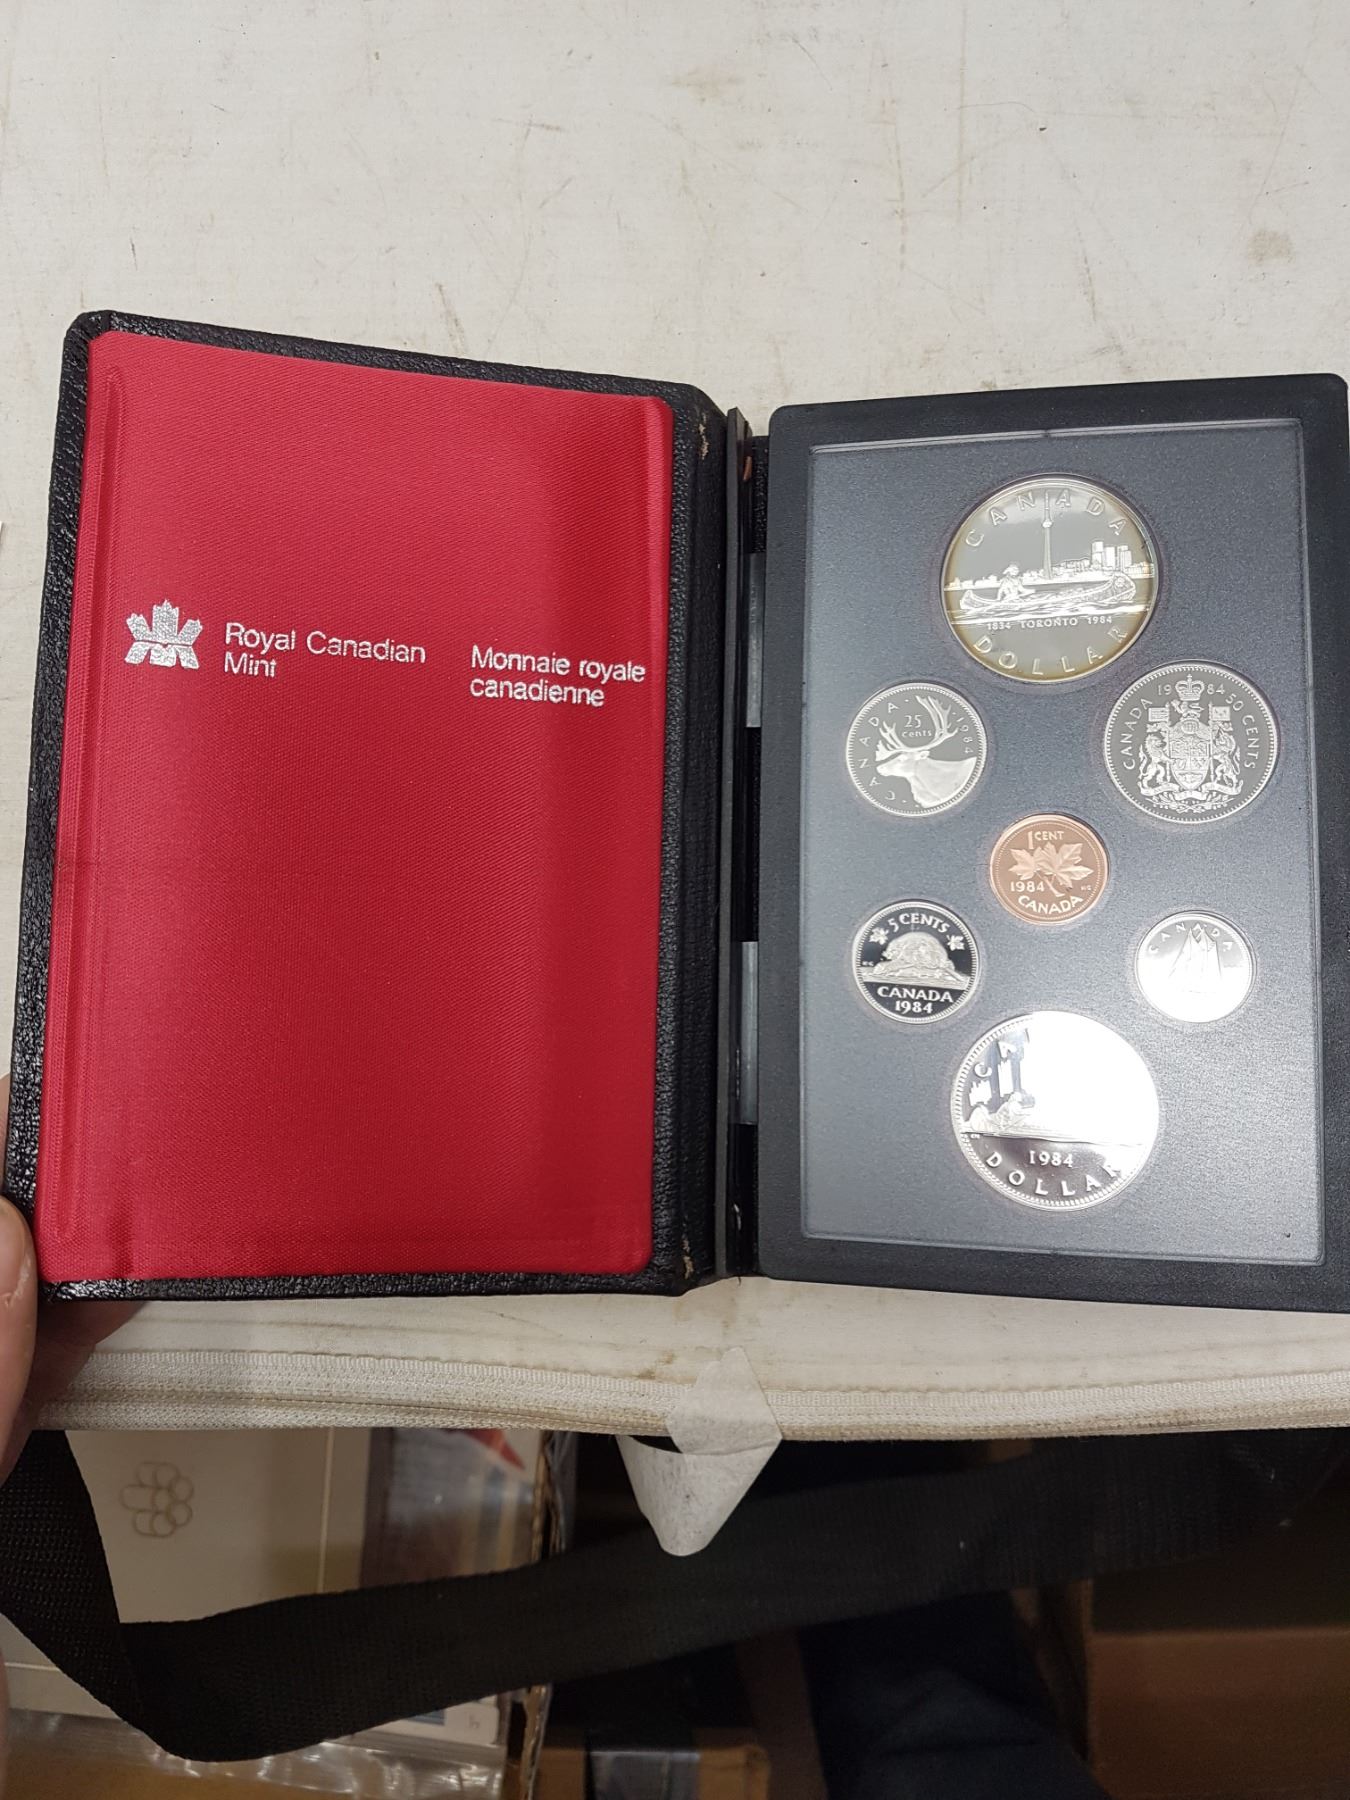 Royal Canadian
Mint
Monnaie royale
canadienne
CANADA
1834 TORONTO 1984
DOLLAR
CANADA
25
cents
1984
CANADA 1984 50 CENTS
1 CENT
1984
CANADA
5 CENTS
CANADA
1984
CANADA
1984
DOLLAR